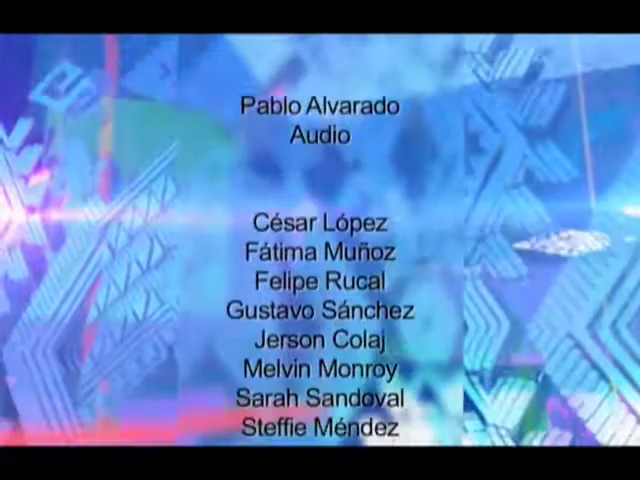 Pablo Alvarado
Audio
César López
Fátima Muñoz
Felipe Rucal
Gustavo Sánchez
Jerson Colaj
Melvin Monroy
Sarah Sandoval
Steffie Méndez